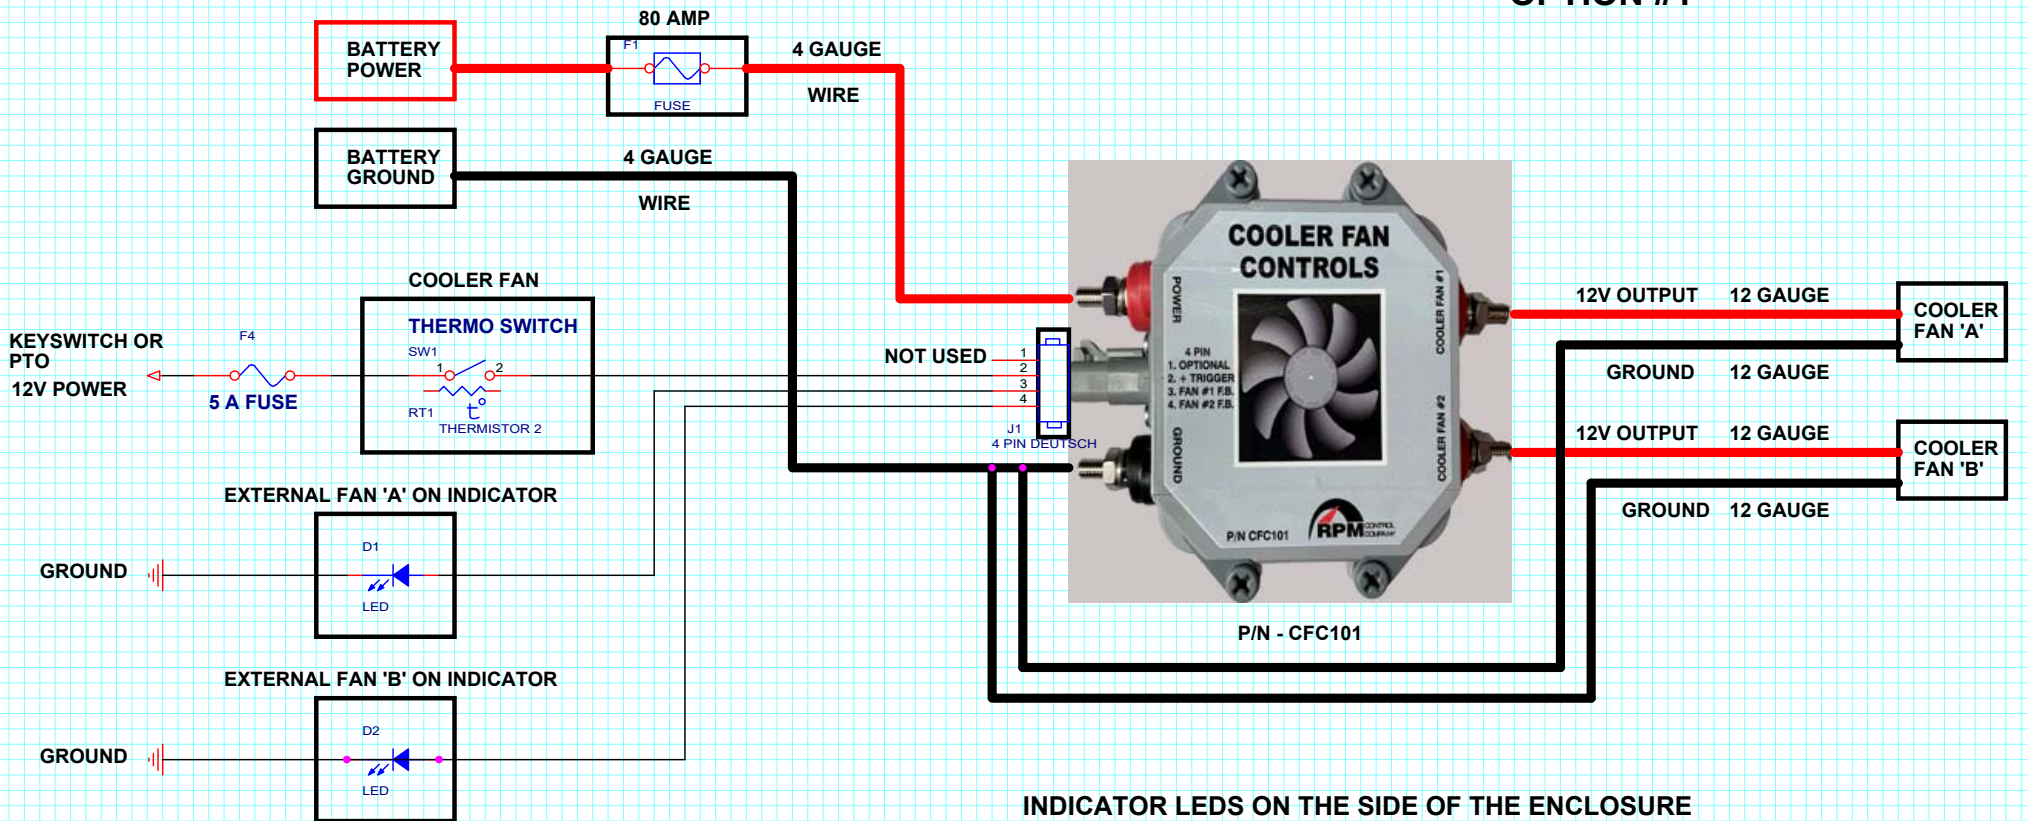 OPTION #1
80 AMP
BATTERY
POWER
F1
FUSE
4 GAUGE
WIRE
BATTERY
GROUND
4 GAUGE
WIRE
COOLER FAN
THERMO SWITCH
KEYSWITCH OR
PTO
12V POWER
F4
5 A FUSE
SW1
1
2
RT1
t°
THERMISTOR 2
NOT USED
1
2
3
4
J1
4 PIN DEUTSCH
COOLER FAN
CONTROLS
POWER
4 PIN
1. OPTIONAL
2. + TRIGGER
3. FAN #1 F.B.
4. FAN #2 F.B.
GROUND
COOLER FAN #1
COOLER FAN #2
P/N CFC101
RPM CONTROL
COMPANY
P/N - CFC101
12V OUTPUT 12 GAUGE
COOLER
FAN 'A'
GROUND 12 GAUGE
12V OUTPUT 12 GAUGE
COOLER
FAN 'B'
GROUND 12 GAUGE
EXTERNAL FAN 'A' ON INDICATOR
GROUND
D1
LED
EXTERNAL FAN 'B' ON INDICATOR
GROUND
D2
LED
INDICATOR LEDS ON THE SIDE OF THE ENCLOSURE